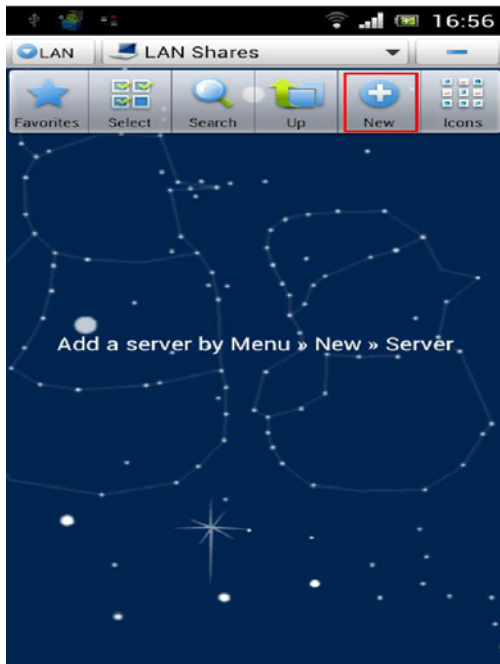 16:56
LAN LAN Shares
Favorites Select Search Up New Icons
Add a server by Menu » New » Server